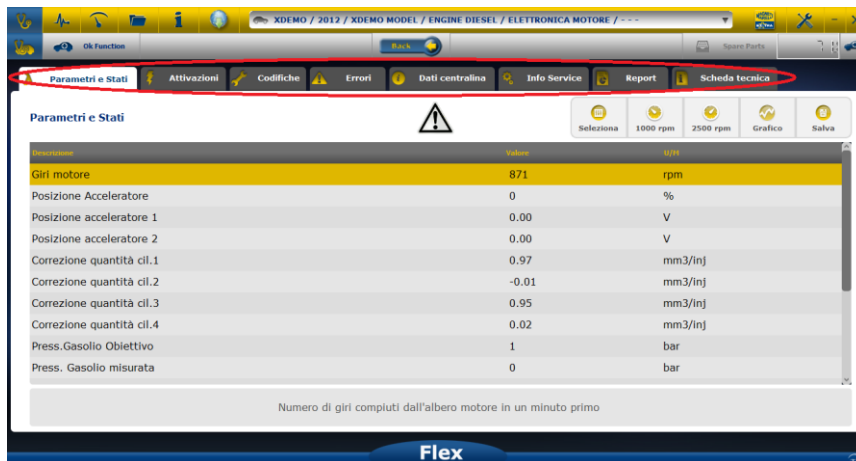 XDEMO / 2012 / XDEMO MODEL / ENGINE DIESEL / ELETTRONICA MOTORE / - - -
Ok Function
Back
Spare Parts
Parametri e Stati
Attivazioni
Codifiche
Errori
Dati centralina
Info Service
Report
Scheda tecnica
Parametri e Stati
Seleziona
1000 rpm
2500 rpm
Grafico
Salva
Descrizione Valore U/M
Giri motore 871 rpm
Posizione Acceleratore 0 %
Posizione acceleratore 1 0.00 V
Posizione acceleratore 2 0.00 V
Correzione quantità cil.1 0.97 mm3/inj
Correzione quantità cil.2 -0.01 mm3/inj
Correzione quantità cil.3 0.95 mm3/inj
Correzione quantità cil.4 0.02 mm3/inj
Press.Gasolio Obiettivo 1 bar
Press. Gasolio misurata 0 bar
Numero di giri compiuti dall'albero motore in un minuto primo
Flex